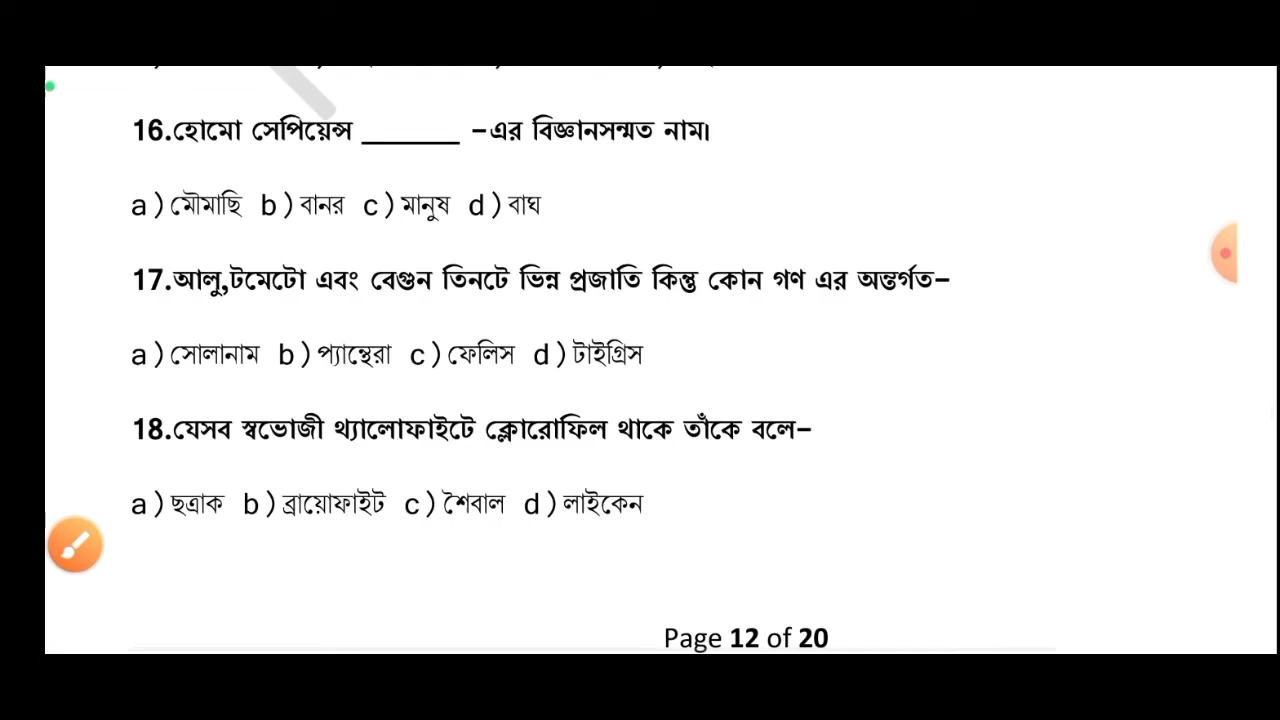 16.হোমো সেপিয়েন্স _______ -এর বিজ্ঞানসন্মত নাম।
a ) মৌমাছি b ) বানর c ) মানুষ d ) বাঘ
17.আলু,টমেটো এবং বেগুন তিনটে ভিন্ন প্রজাতি কিন্তু কোন গণ এর অন্তর্গত-
a ) সোলানাম b ) প্যান্থেরা c ) ফেলিস d ) টাইগ্রিস
18.যেসব স্বভোজী থ্যালোফাইটে ক্লোরোফিল থাকে তাঁকে বলে-
a ) ছত্রাক b ) ব্রায়োফাইট c ) শৈবাল d ) লাইকেন
Page 12 of 20